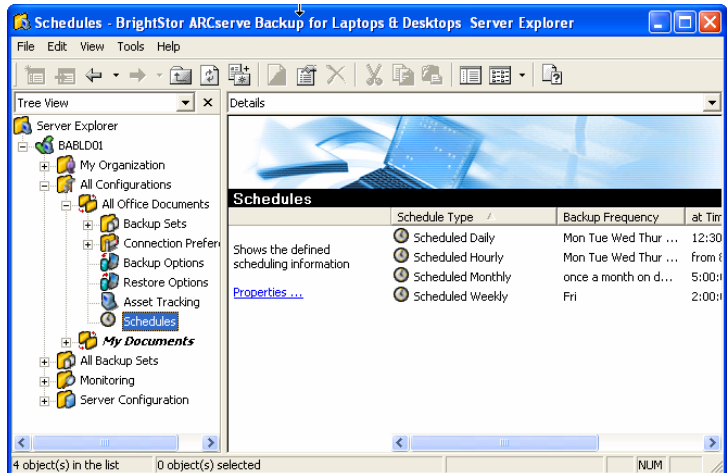 Schedules - BrightStor ARCserve Backup for Laptops & Desktops Server Explorer
File Edit View Tools Help
Tree View
Details
Server Explorer
BABLD01
My Organization
All Configurations
All Office Documents
Backup Sets
Connection Prefer
Backup Options
Restore Options
Asset Tracking
Schedules
My Documents
All Backup Sets
Monitoring
Server Configuration
Schedules
Shows the defined
scheduling information
Properties ...
Schedule Type Backup Frequency at Tim
Scheduled Daily Mon Tue Wed Thur ... 12:30
Scheduled Hourly Mon Tue Wed Thur ... from
Scheduled Monthly once a month on d... 5:00:
Scheduled Weekly Fri 2:00:
4 object(s) in the list 0 object(s) selected NUM